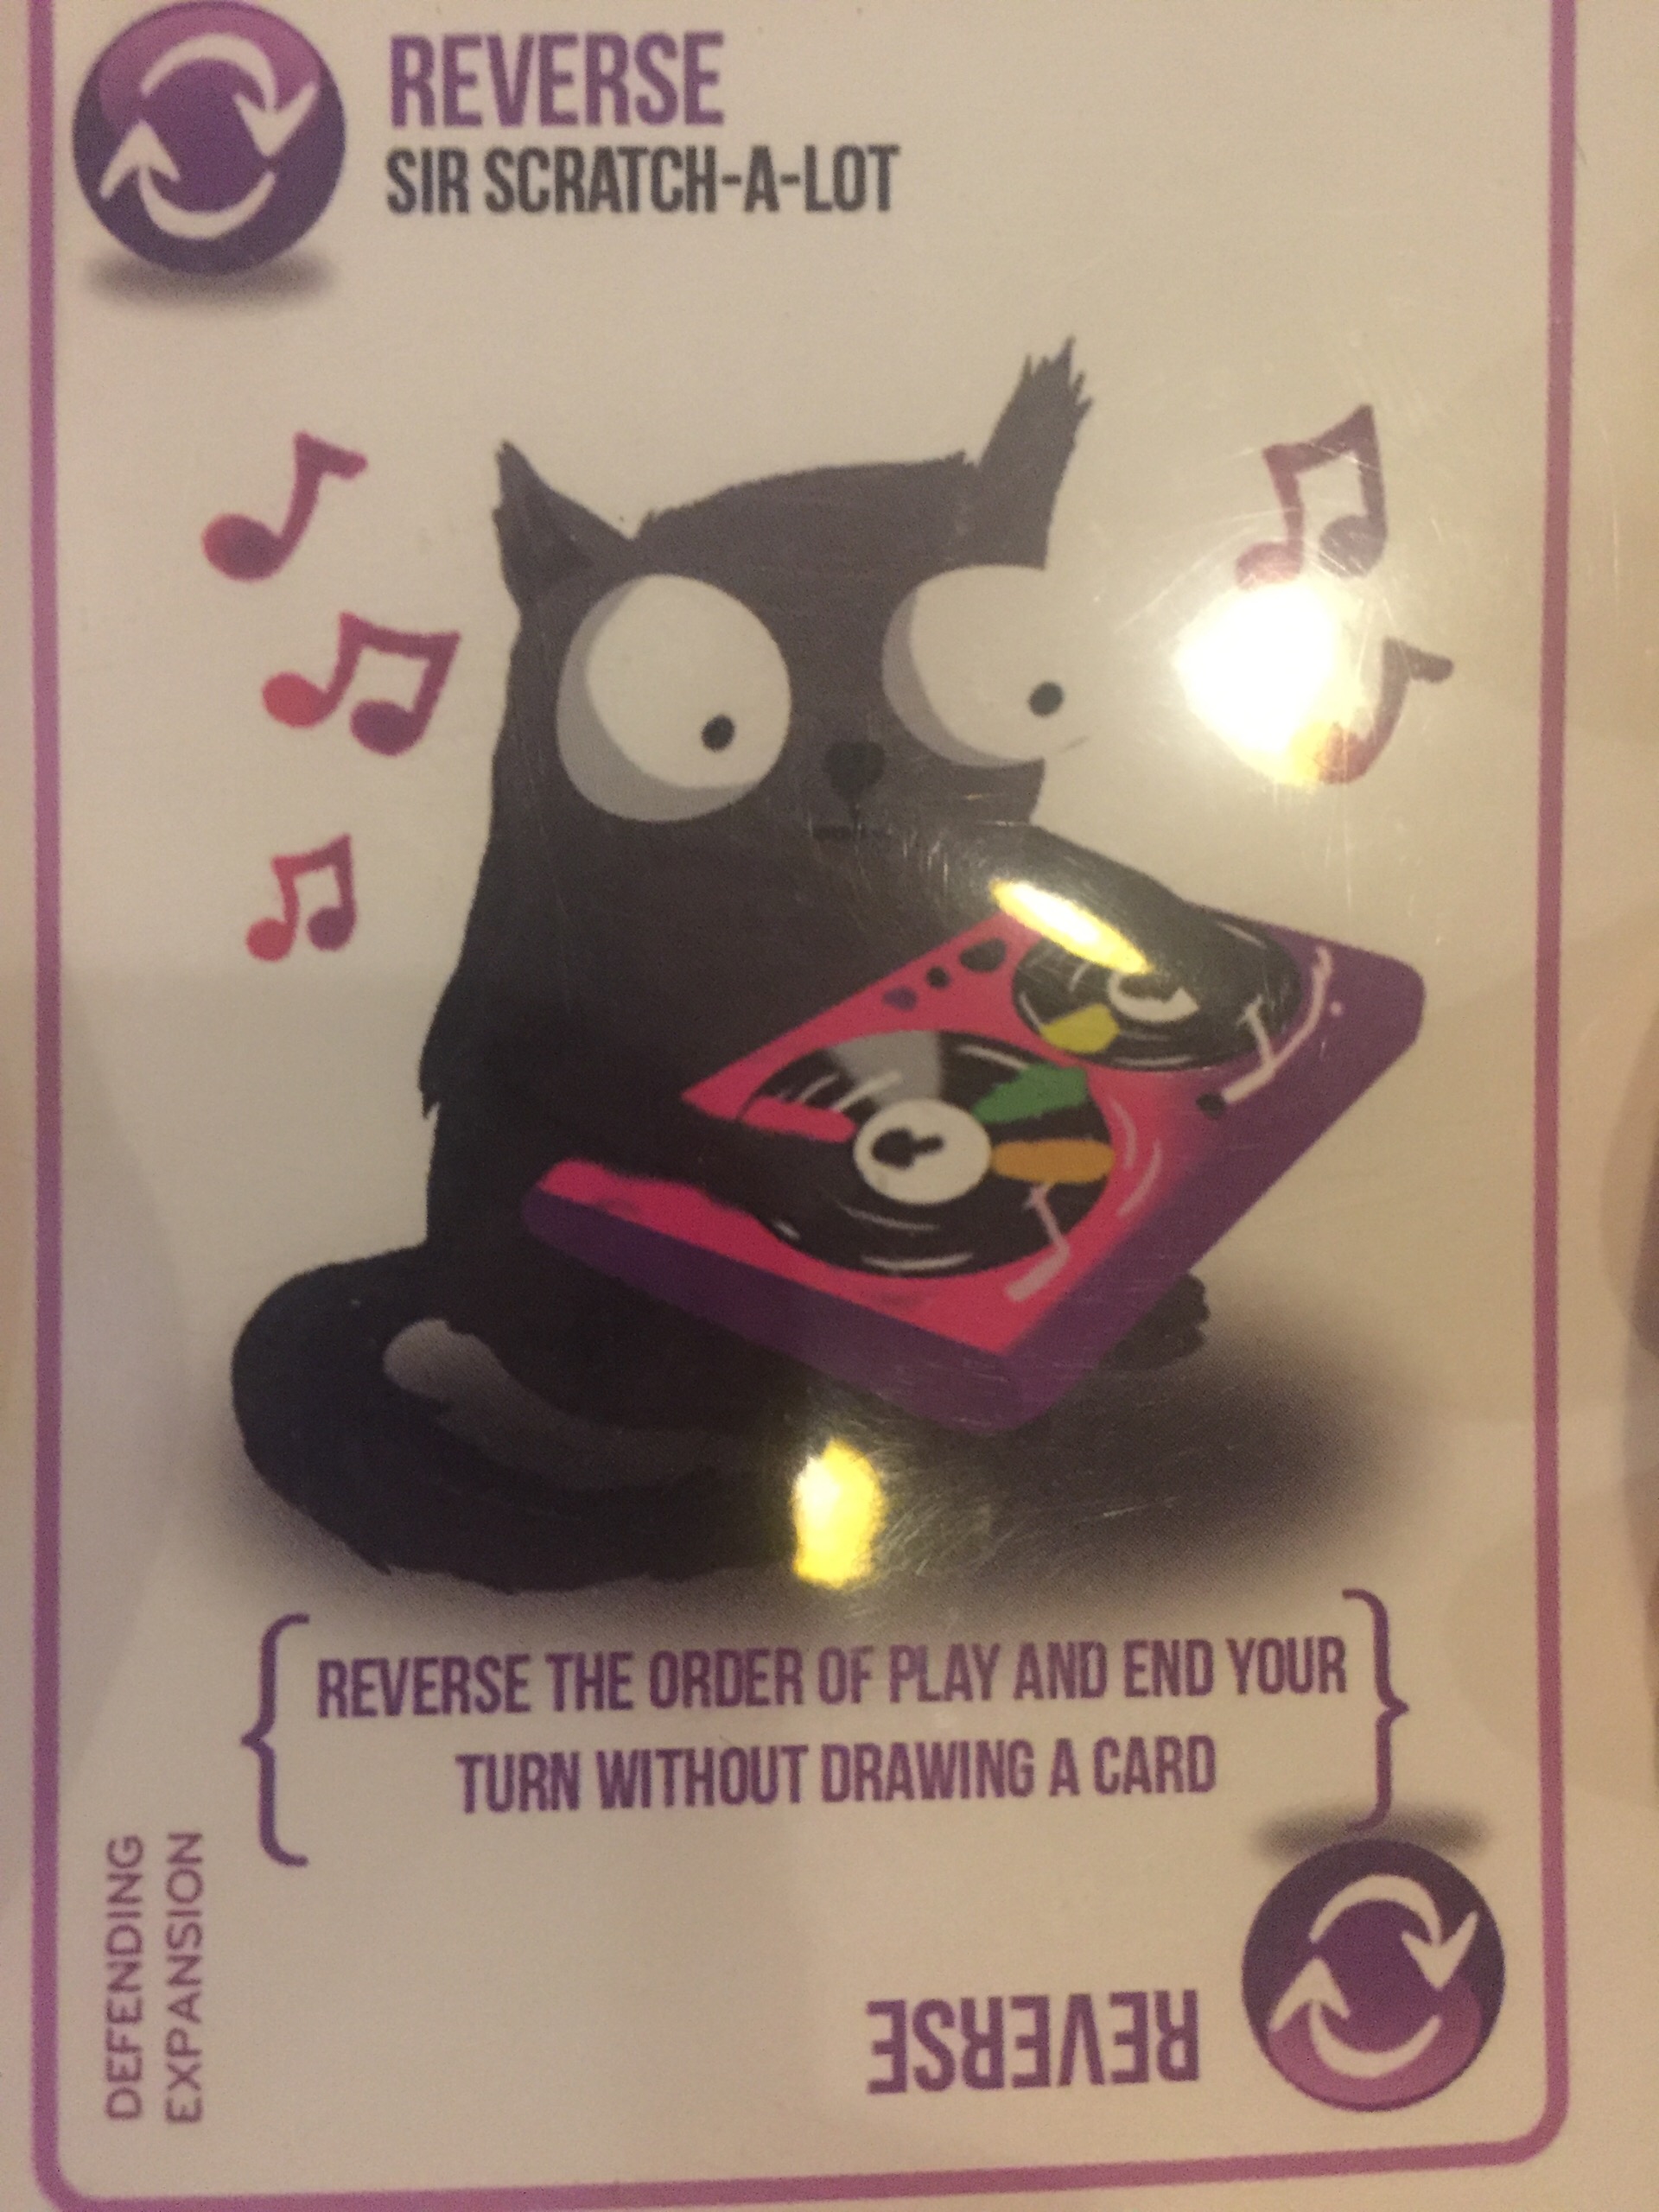 REVERSE
SIR SCRATCH-A-LOT
REVERSE THE ORDER OF PLAY AND END YOUR
TURN WITHOUT DRAWING A CARD
DEFENDING
EXPANSION
REVERSE